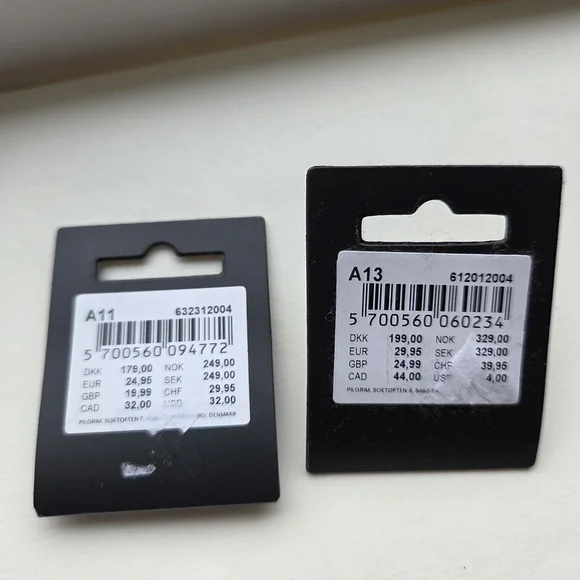 A11 632312004
5 700560 094772
DKK 179,00 NOK 249,00
EUR 24,95 SEK 249,00
GBP 19,99 CHF 29,95
CAD 32,00 32,00
PILGRIM, SOETOFTEN DENMARK
A13 612012004
5 700560 060234
DKK 199,00 NOK 329,00
EUR 29,95 SEK 329,00
GBP 24,99 CHF 39,95
CAD 44,00 4,00
PILGRIM, SOETOFTEN